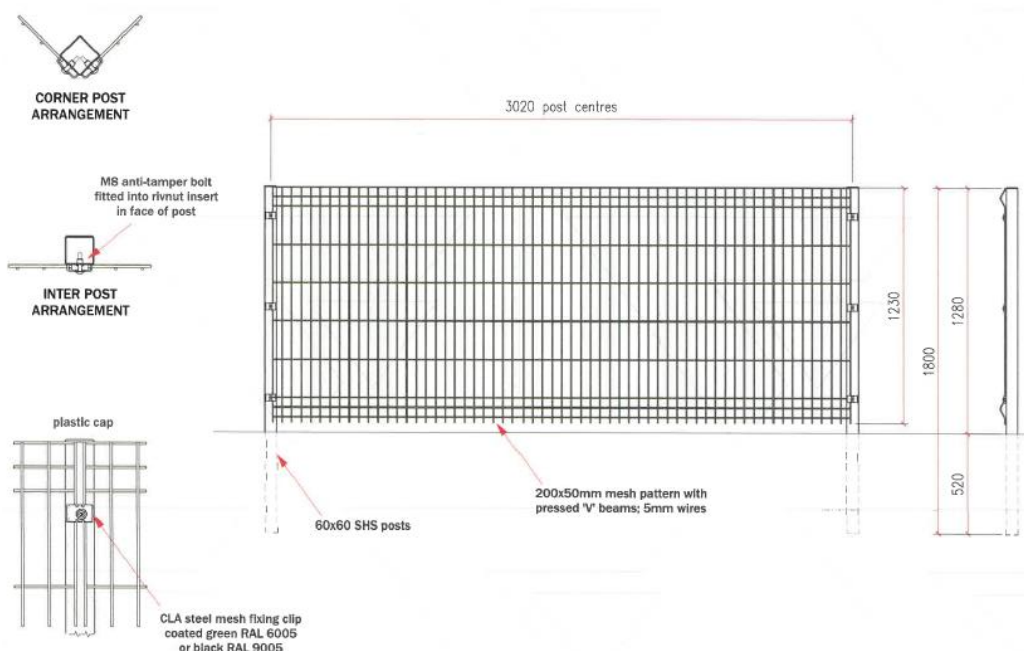 CORNER POST
ARRANGEMENT
3020 post centres
M8 anti-tamper bolt
fitted into rivnut insert
in face of post
INTER POST
ARRANGEMENT
1230
1280
1800
520
plastic cap
200x50mm mesh pattern with
pressed 'V' beams; 5mm wires
60x60 SHS posts
CLA steel mesh fixing clip
coated green RAL 6005
or black RAL 9005